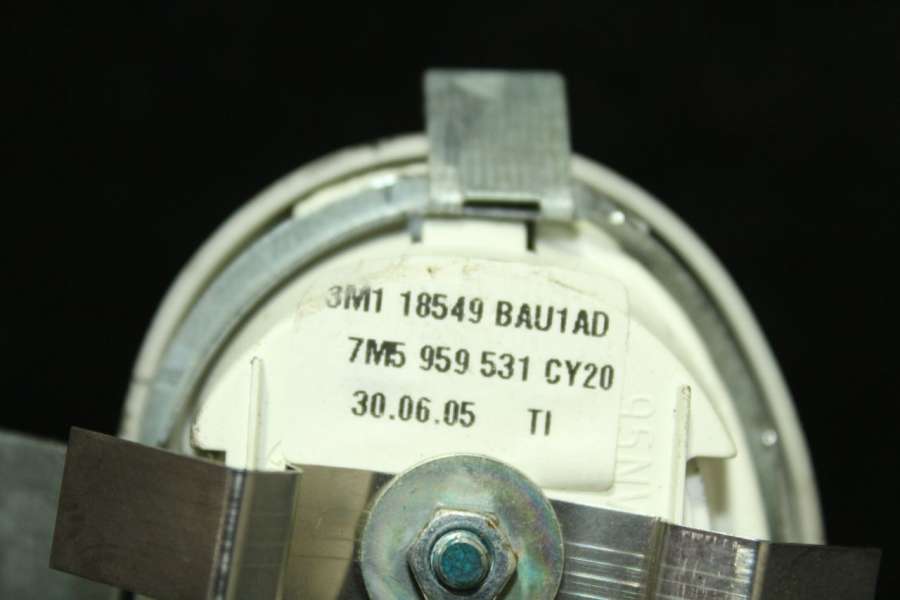 3M1 18549 BAU1AD
7M5 959 531 CY20
30.06.05 TI